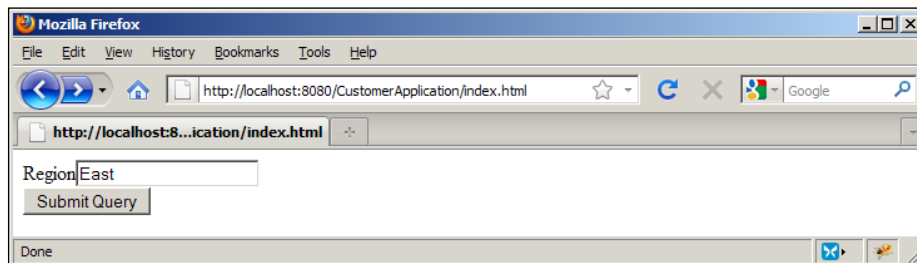 Mozilla Firefox
File Edit View History Bookmarks Tools Help
http://localhost:8080/CustomerApplication/index.html Google
http://localhost:8...ication/index.html
Region East
Submit Query
Done